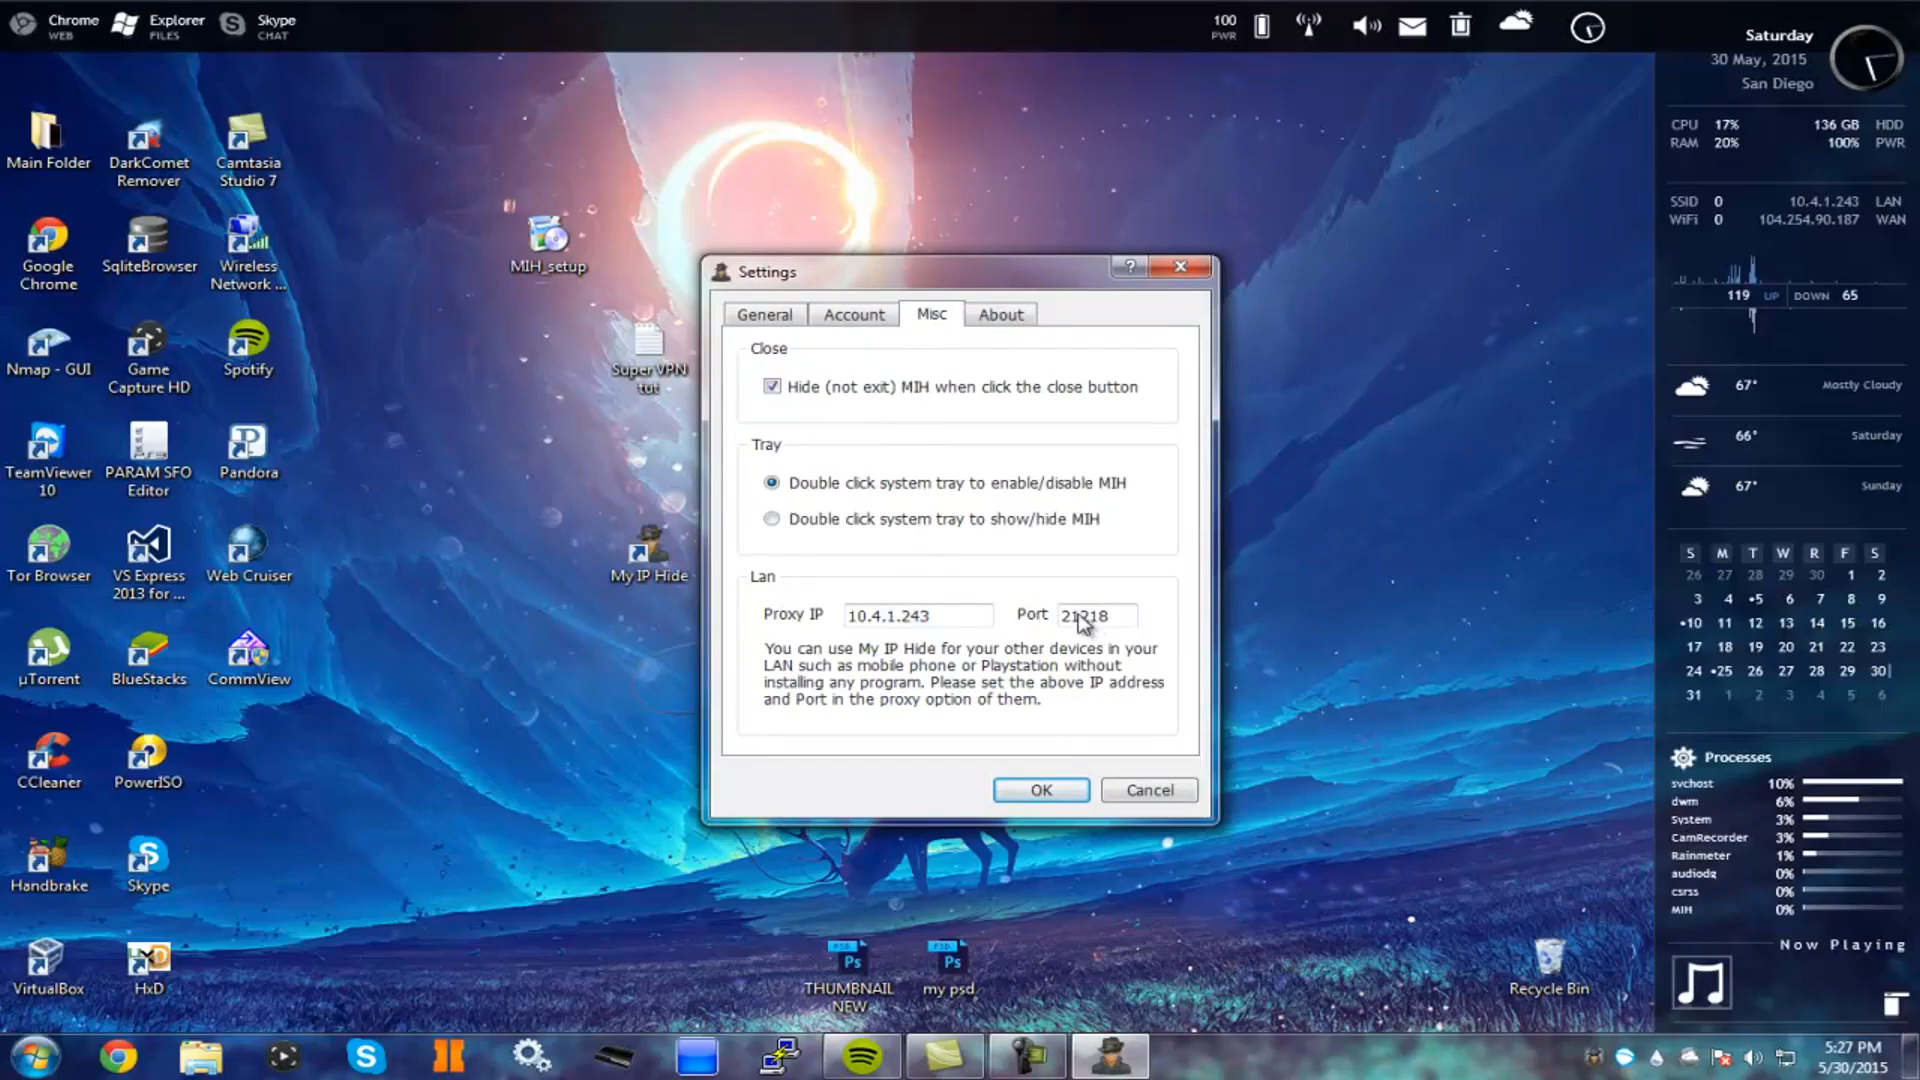 Chrome
WEB
Explorer
FILES
Skype
CHAT
100
PWR
Saturday
30 May, 2015
San Diego
CPU 17% 136 GB HDD
RAM 20% 100% PWR
SSID 0 10.4.1.243 LAN
WiFi 0 104.254.90.187 WAN
119 UP DOWN 65
67° Mostly Cloudy
66° Saturday
67° Sunday
S M T W R F S
26 27 28 29 30 1 2
3 4 •5 6 7 8 9
•10 11 12 13 14 15 16
17 18 19 20 21 22 23
24 •25 26 27 28 29 30
31 1 2 3 4 5 6
Processes
svchost 10%
dwm 6%
System 3%
CamRecorder 3%
Rainmeter 1%
audiodg 0%
csrss 0%
MIH 0%
Now Playing
Main Folder
DarkComet
Remover
Camtasia
Studio 7
Google
Chrome
SqliteBrowser
Wireless
Network ...
Nmap - GUI
Game
Capture HD
Spotify
TeamViewer
10
PARAM SFO
Editor
Pandora
Tor Browser
VS Express
2013 for ...
Web Cruiser
µTorrent
BlueStacks
CommView
CCleaner
PowerISO
Handbrake
Skype
VirtualBox
HxD
MIH_setup
Super VPN
tut
My IP Hide
Settings
General
Account
Misc
About
Close
Hide (not exit) MIH when click the close button
Tray
Double click system tray to enable/disable MIH
Double click system tray to show/hide MIH
Lan
Proxy IP 10.4.1.243 Port 21218
You can use My IP Hide for your other devices in your
LAN such as mobile phone or Playstation without
installing any program. Please set the above IP address
and Port in the proxy option of them.
OK
Cancel
PSD
Ps
THUMBNAIL
NEW
PSD
Ps
my psd
Recycle Bin
5:27 PM
5/30/2015